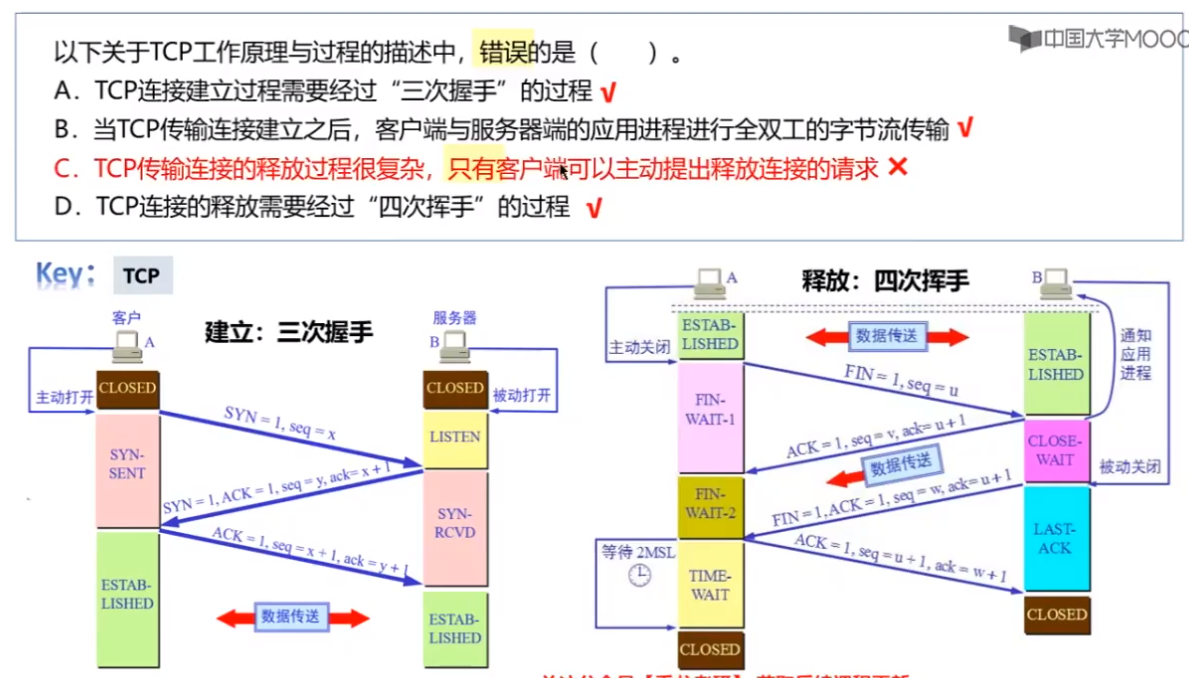 中国大学MOOC
以下关于TCP工作原理与过程的描述中，错误的是（ ）。
A．TCP连接建立过程需要经过“三次握手”的过程 √
B．当TCP传输连接建立之后，客户端与服务器端的应用进程进行全双工的字节流传输 √
C．TCP传输连接的释放过程很复杂，只有客户端可以主动提出释放连接的请求 ×
D．TCP连接的释放需要经过“四次挥手”的过程 √
Key：
TCP
建立：三次握手
客户
A
服务器
B
主动打开
CLOSED
CLOSED
被动打开
SYN = 1, seq = x
LISTEN
SYN-
SENT
SYN = 1, ACK = 1, seq = y, ack= x + 1
SYN-
RCVD
ACK = 1, seq = x + 1, ack = y + 1
ESTAB-
LISHED
数据传送
ESTAB-
LISHED
释放：四次挥手
A
B
ESTAB-
LISHED
数据传送
主动关闭
ESTAB-
LISHED
通知
应用
进程
FIN = 1, seq = u
FIN-
WAIT-1
ACK = 1, seq = v, ack= u + 1
CLOSE-
WAIT
数据传送
被动关闭
FIN-
WAIT-2
FIN = 1, ACK = 1, seq = w, ack= u + 1
LAST-
ACK
等待 2MSL
ACK = 1, seq = u + 1, ack = w + 1
TIME-
WAIT
CLOSED
CLOSED